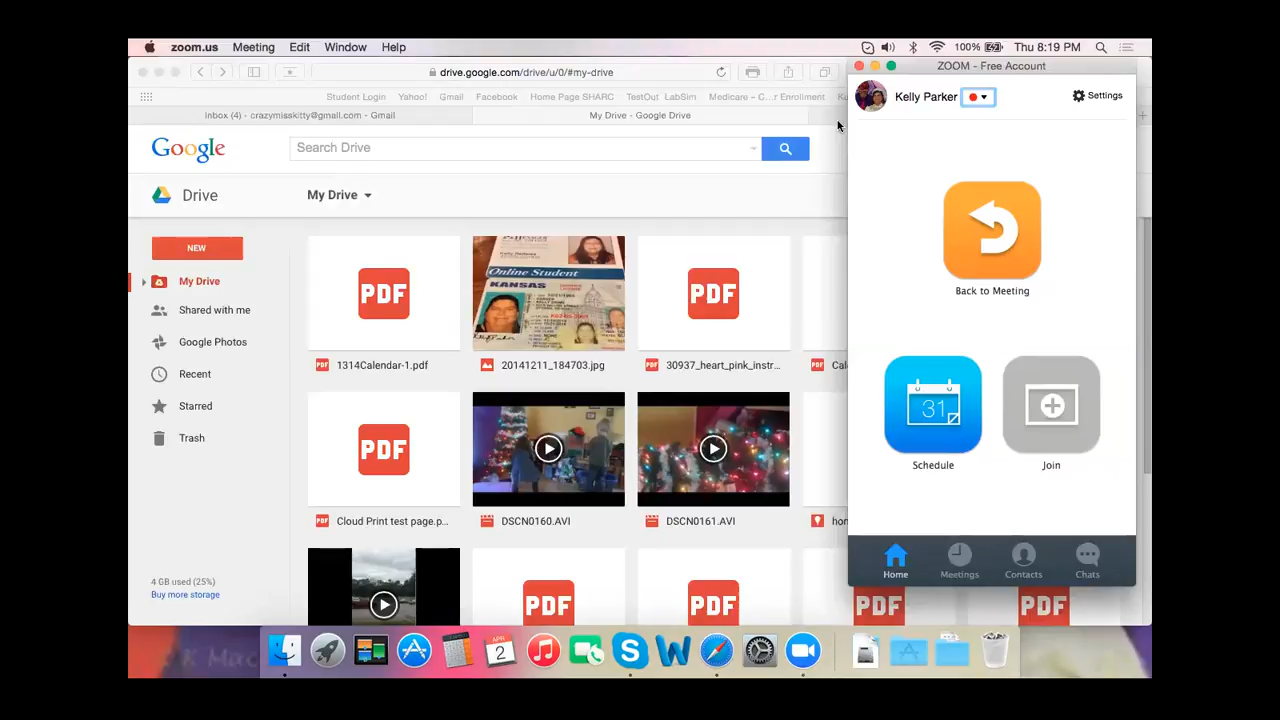 zoom.us Meeting Edit Window Help
100% Thu 8:19 PM
drive.google.com/drive/u/0/#my-drive
ZOOM - Free Account
Student Login Yahoo! Gmail Facebook Home Page SHARC TestOut LabSim Medicare – C...r Enrollment
Kelly Parker
Settings
Inbox (4) - crazymisskitty@gmail.com - Gmail
My Drive - Google Drive
Google
Search Drive
Drive
My Drive
NEW
My Drive
Shared with me
Google Photos
Recent
Starred
Trash
4 GB used (25%)
Buy more storage
PDF
Online Student
KANSAS
PDF
1314Calendar-1.pdf
20141211_184703.jpg
30937_heart_pink_instr...
PDF
Cloud Print test page.p...
DSCN0160.AVI
DSCN0161.AVI
PDF
PDF
PDF
PDF
Back to Meeting
31
Schedule
Join
Home
Meetings
Contacts
Chats
APR
2